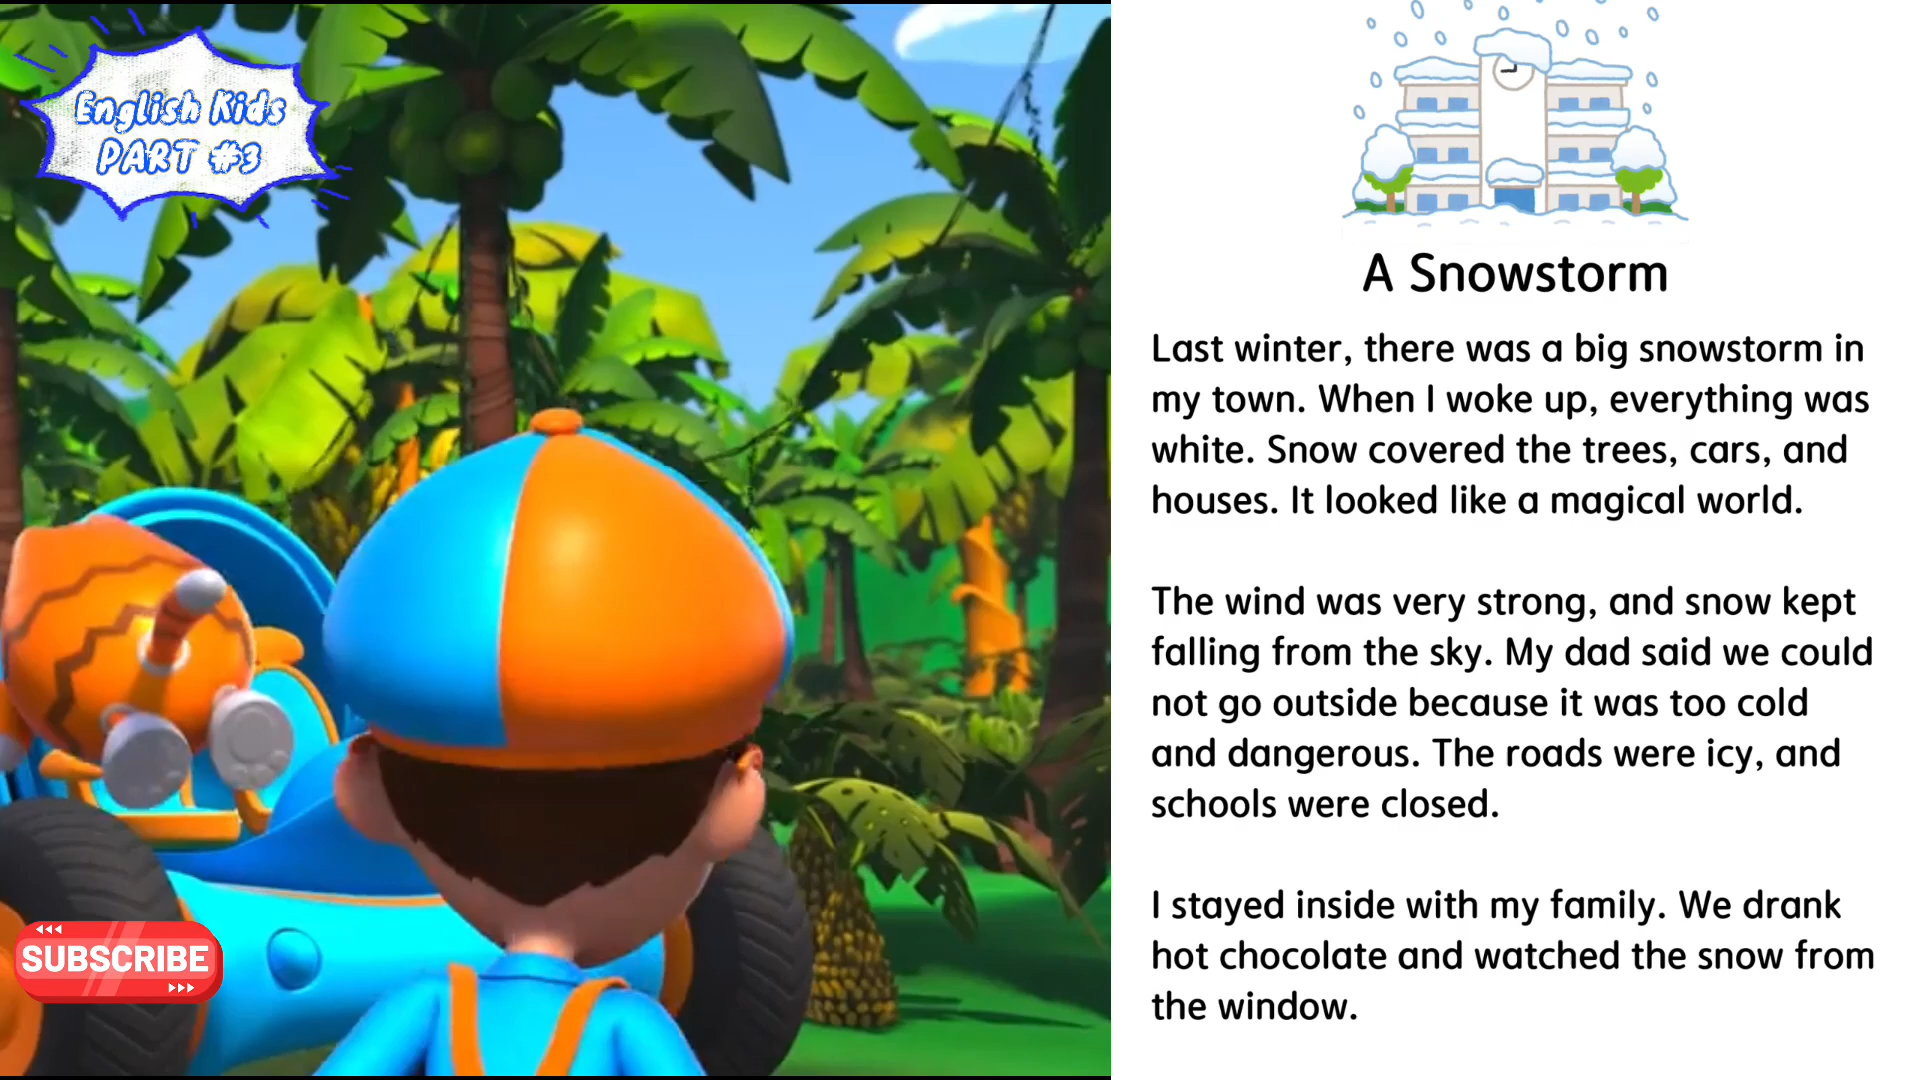 English Kids
PART #3
SUBSCRIBE
A Snowstorm
Last winter, there was a big snowstorm in
my town. When I woke up, everything was
white. Snow covered the trees, cars, and
houses. It looked like a magical world.
The wind was very strong, and snow kept
falling from the sky. My dad said we could
not go outside because it was too cold
and dangerous. The roads were icy, and
schools were closed.
I stayed inside with my family. We drank
hot chocolate and watched the snow from
the window.